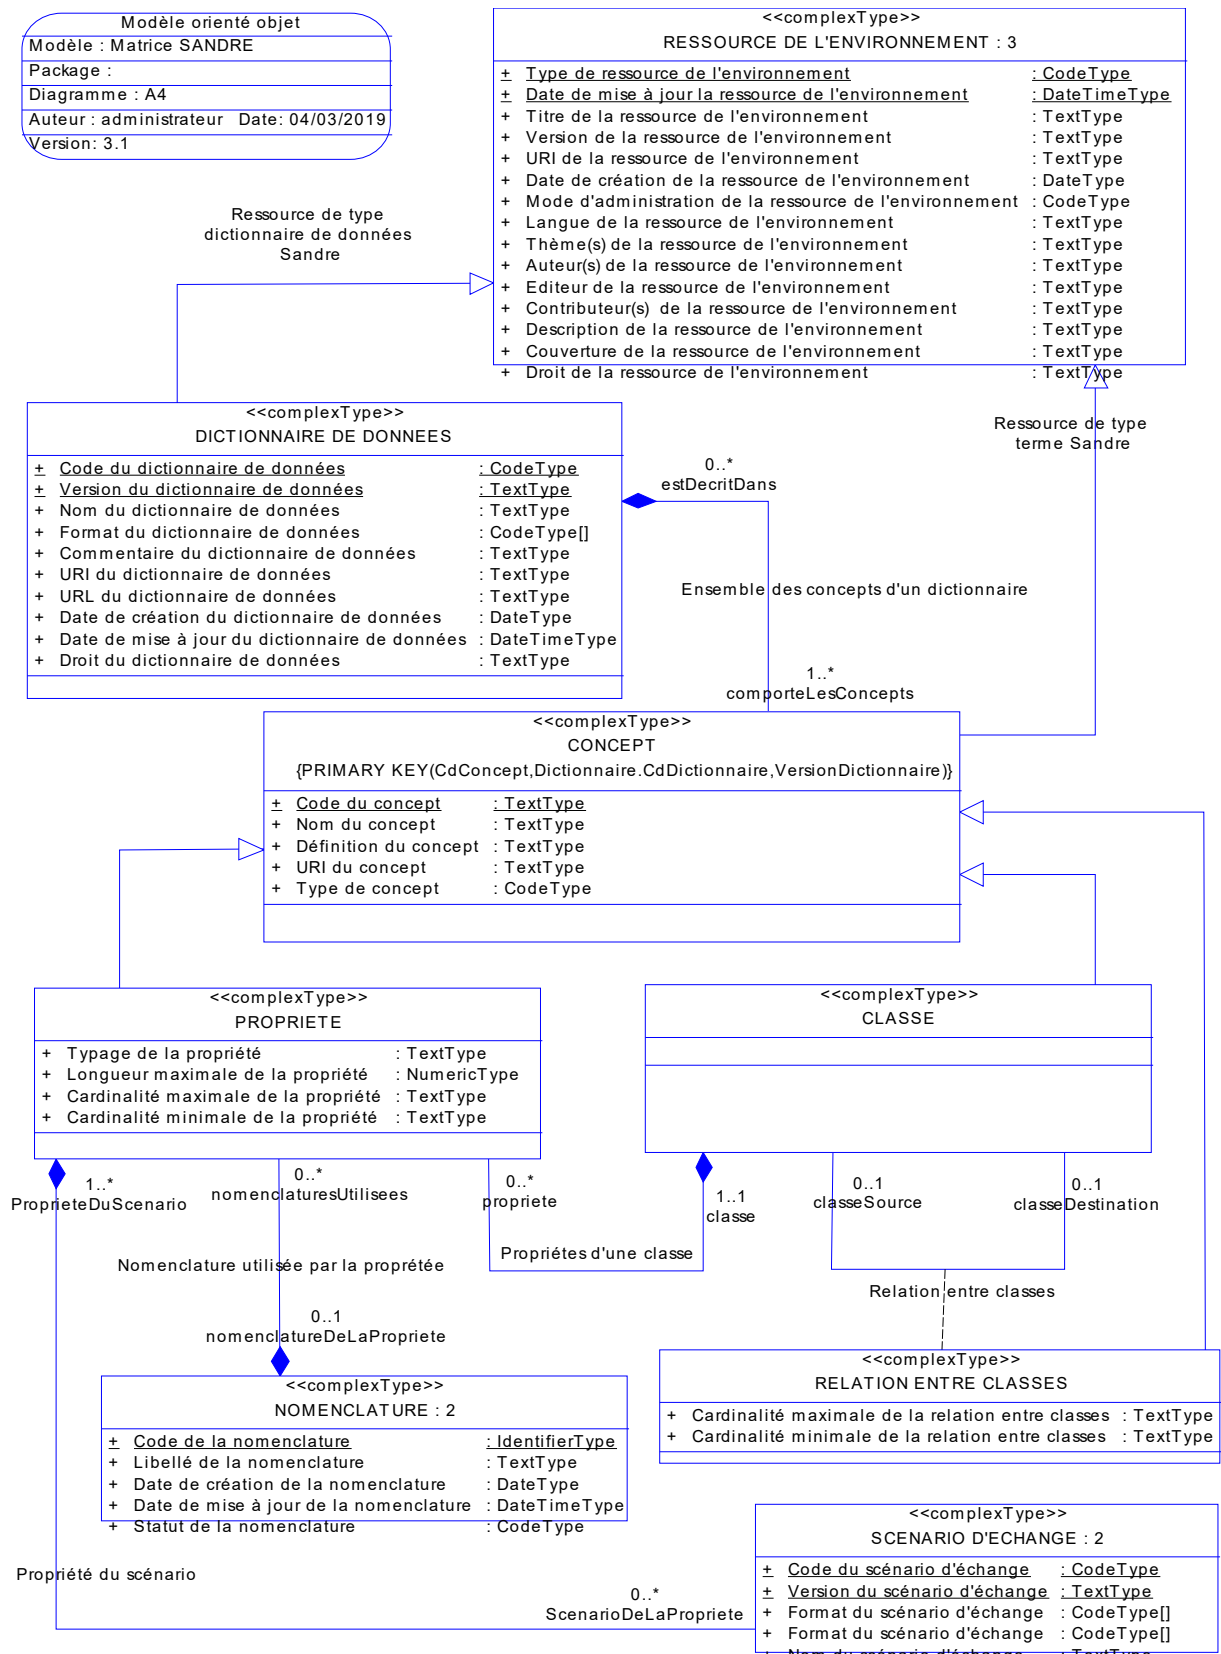 Modèle orienté objet
Modèle : Matrice SANDRE
Package :
Diagramme : A4
Auteur : administrateur Date: 04/03/2019
Version: 3.1
<<complexType>>
RESSOURCE DE L'ENVIRONNEMENT : 3
+ Type de ressource de l'environnement : CodeType
+ Date de mise à jour la ressource de l'environnement : DateTimeType
+ Titre de la ressource de l'environnement : TextType
+ Version de la ressource de l'environnement : TextType
+ URI de la ressource de l'environnement : TextType
+ Date de création de la ressource de l'environnement : DateType
+ Mode d'administration de la ressource de l'environnement : CodeType
+ Langue de la ressource de l'environnement : TextType
+ Thème(s) de la ressource de l'environnement : TextType
+ Auteur(s) de la ressource de l'environnement : TextType
+ Editeur de la ressource de l'environnement : TextType
+ Contributeur(s) de la ressource de l'environnement : TextType
+ Description de la ressource de l'environnement : TextType
+ Couverture de la ressource de l'environnement : TextType
+ Droit de la ressource de l'environnement : TextType
Ressource de type
dictionnaire de données
Sandre
Ressource de type
terme Sandre
<<complexType>>
DICTIONNAIRE DE DONNEES
+ Code du dictionnaire de données : CodeType
+ Version du dictionnaire de données : TextType
+ Nom du dictionnaire de données : TextType
+ Format du dictionnaire de données : CodeType[]
+ Commentaire du dictionnaire de données : TextType
+ URI du dictionnaire de données : TextType
+ URL du dictionnaire de données : TextType
+ Date de création du dictionnaire de données : DateType
+ Date de mise à jour du dictionnaire de données : DateTimeType
+ Droit du dictionnaire de données : TextType
0..*
estDecritDans
Ensemble des concepts d'un dictionnaire
1..*
comporteLesConcepts
<<complexType>>
CONCEPT
{PRIMARY KEY(CdConcept,Dictionnaire.CdDictionnaire,VersionDictionnaire)}
+ Code du concept : TextType
+ Nom du concept : TextType
+ Définition du concept : TextType
+ URI du concept : TextType
+ Type de concept : CodeType
<<complexType>>
PROPRIETE
+ Typage de la propriété : TextType
+ Longueur maximale de la propriété : NumericType
+ Cardinalité maximale de la propriété : TextType
+ Cardinalité minimale de la propriété : TextType
<<complexType>>
CLASSE
1..*
ProprieteDuScenario
0..*
nomenclaturesUtilisees
0..*
propriete
1..1
classe
0..1
classeSource
0..1
classeDestination
Propriétes d'une classe
Nomenclature utilisée par la proprétée
Relation entre classes
0..1
nomenclatureDeLaPropriete
<<complexType>>
RELATION ENTRE CLASSES
+ Cardinalité maximale de la relation entre classes : TextType
+ Cardinalité minimale de la relation entre classes : TextType
<<complexType>>
NOMENCLATURE : 2
+ Code de la nomenclature : IdentifierType
+ Libellé de la nomenclature : TextType
+ Date de création de la nomenclature : DateType
+ Date de mise à jour de la nomenclature : DateTimeType
+ Statut de la nomenclature : CodeType
Propriété du scénario
0..*
ScenarioDeLaPropriete
<<complexType>>
SCENARIO D'ECHANGE : 2
+ Code du scénario d'échange : CodeType
+ Version du scénario d'échange : TextType
+ Format du scénario d'échange : CodeType[]
+ Format du scénario d'échange : CodeType[]
+ Nom du scénario d'échange : TextType